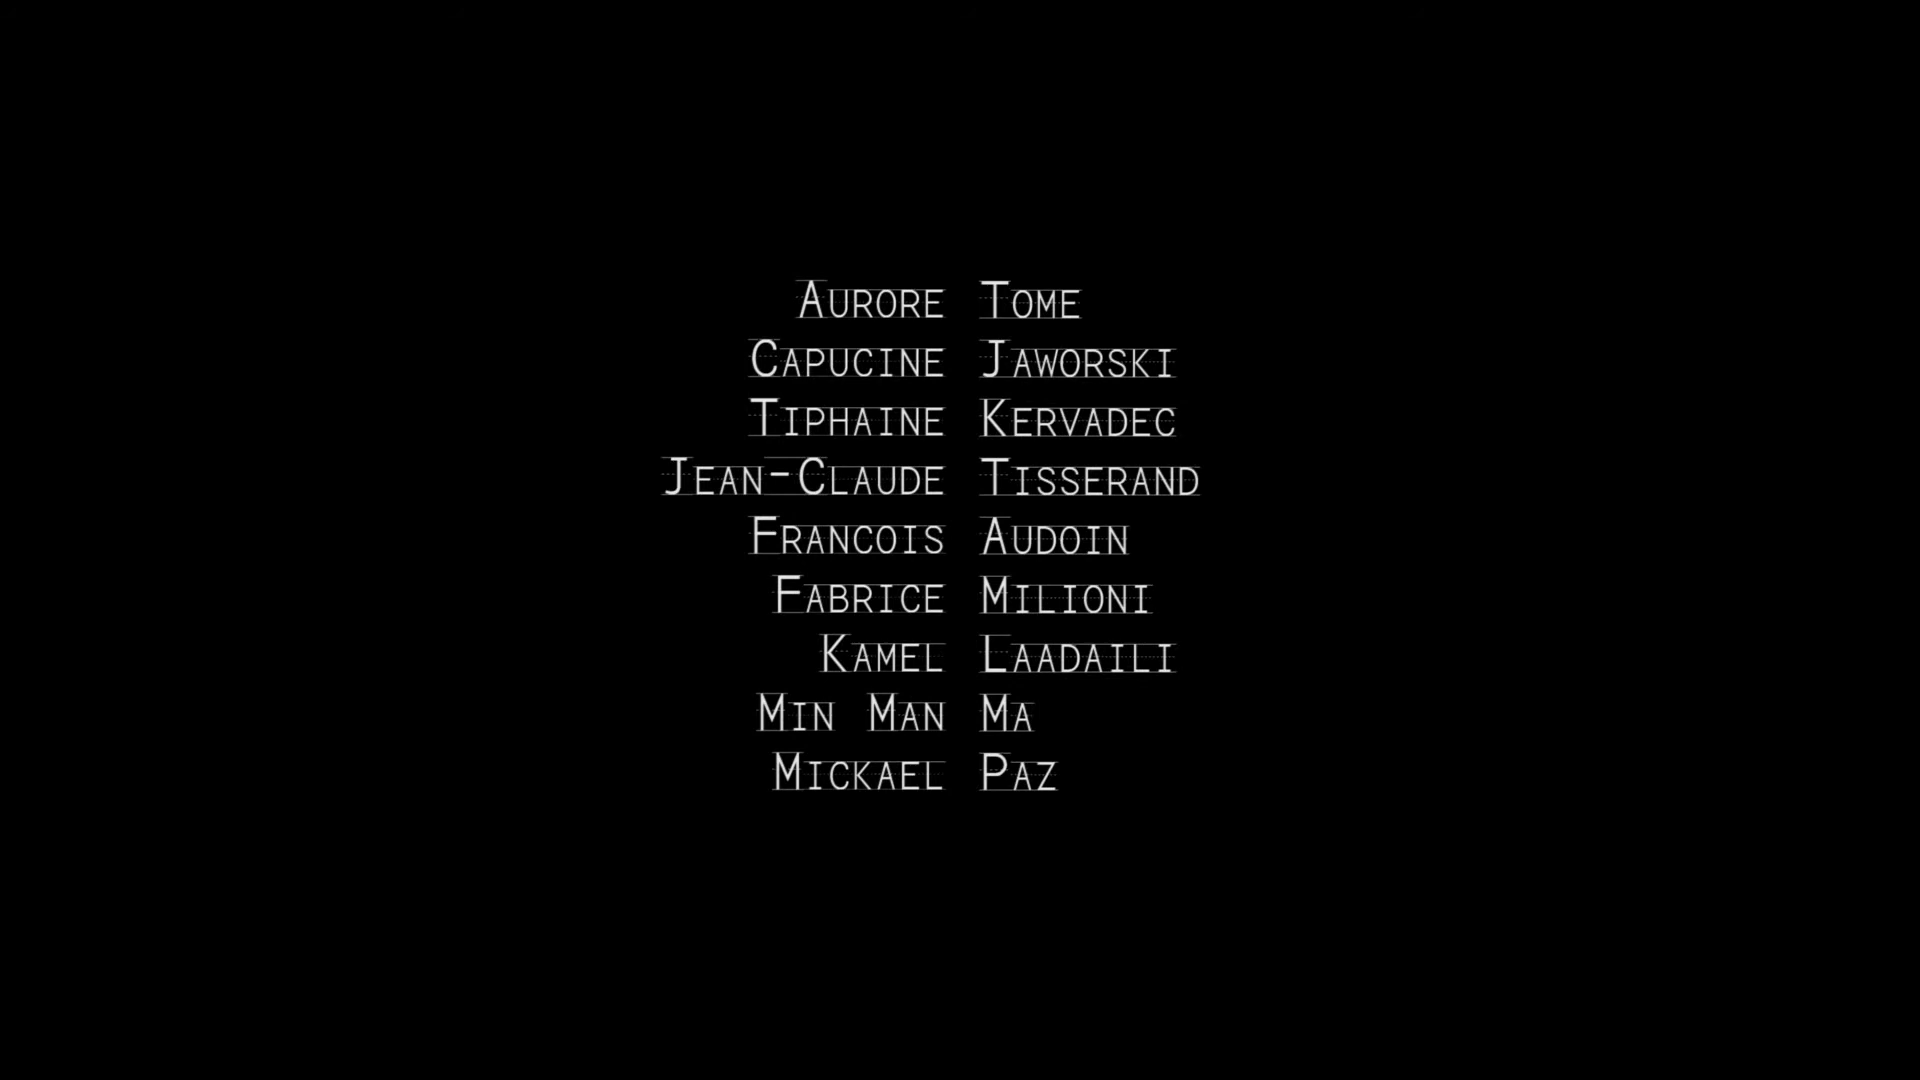 Aurore Tome
Capucine Jaworski
Tiphaine Kervadec
Jean-Claude Tisserand
Francois Audoin
Fabrice Milioni
Kamel Laadaili
Min Man Ma
Mickael Paz